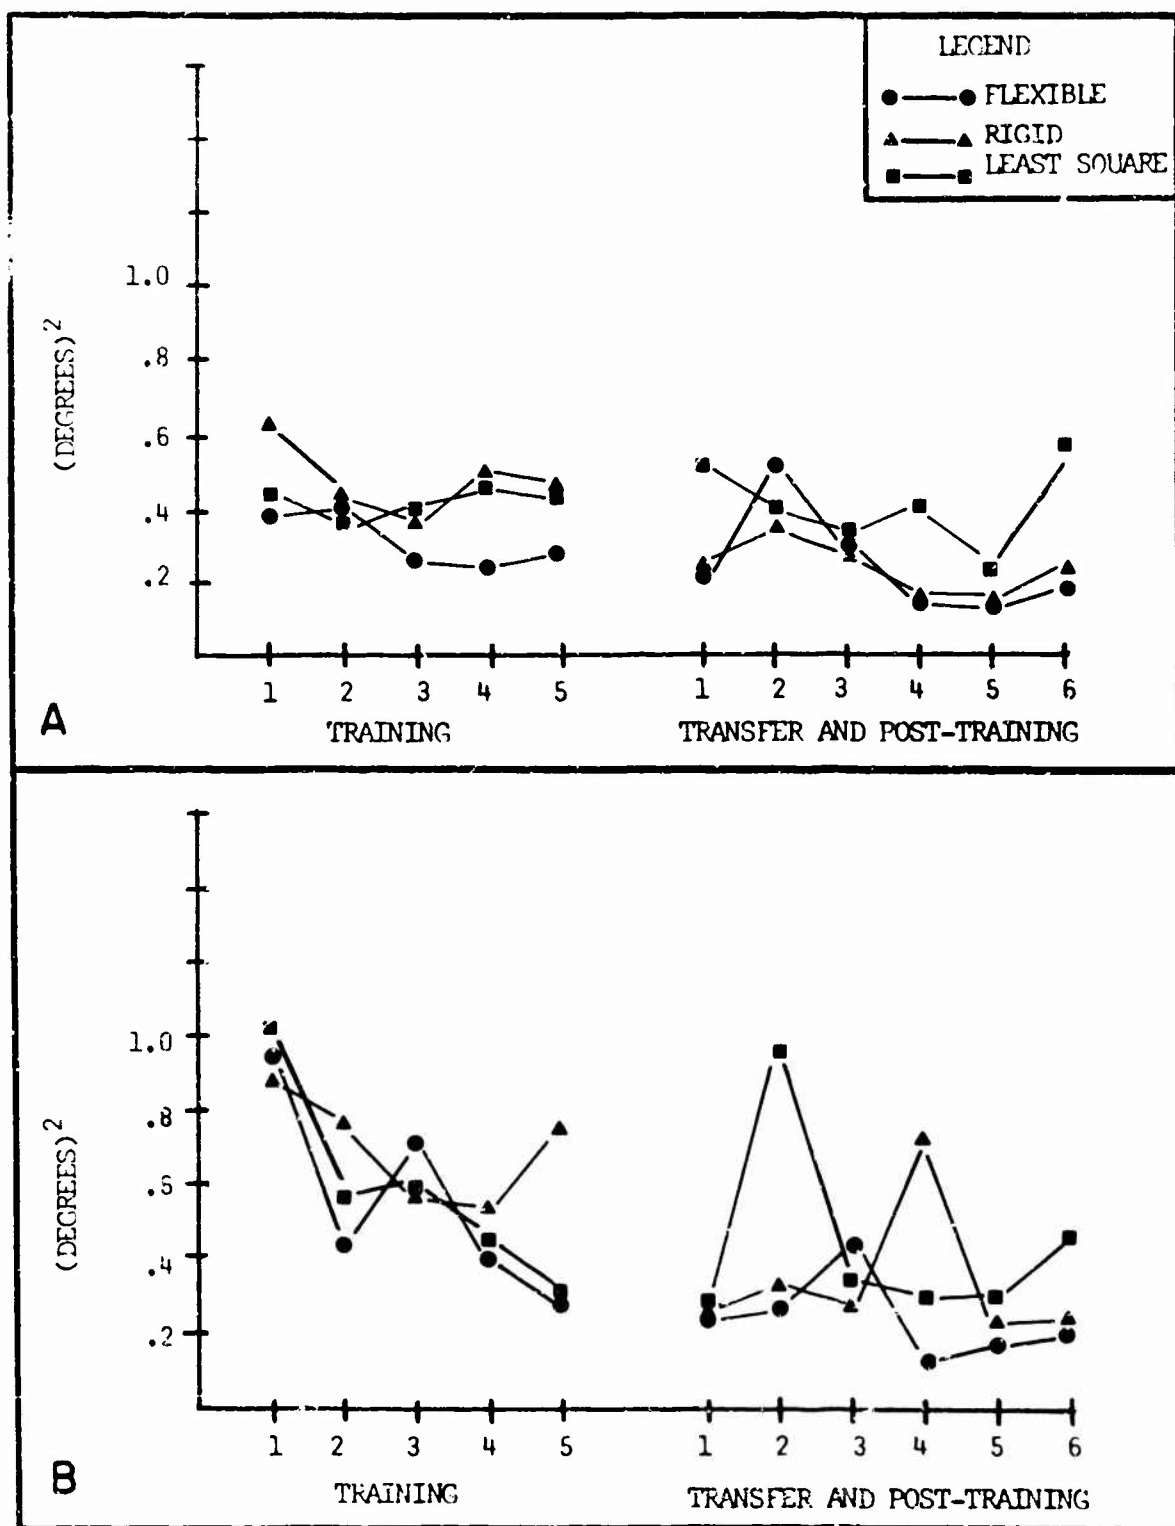 LEGEND
FLEXIBLE
RIGID
LEAST SQUARE
1.0
.8
.6
.4
.2
(DEGREES)2
1 2 3 4 5
1 2 3 4 5 6
A
TRAINING
TRANSFER AND POST-TRAINING
1.0
.8
.6
.4
.2
(DEGREES)2
1 2 3 4 5
1 2 3 4 5 6
B
TRAINING
TRANSFER AND POST-TRAINING